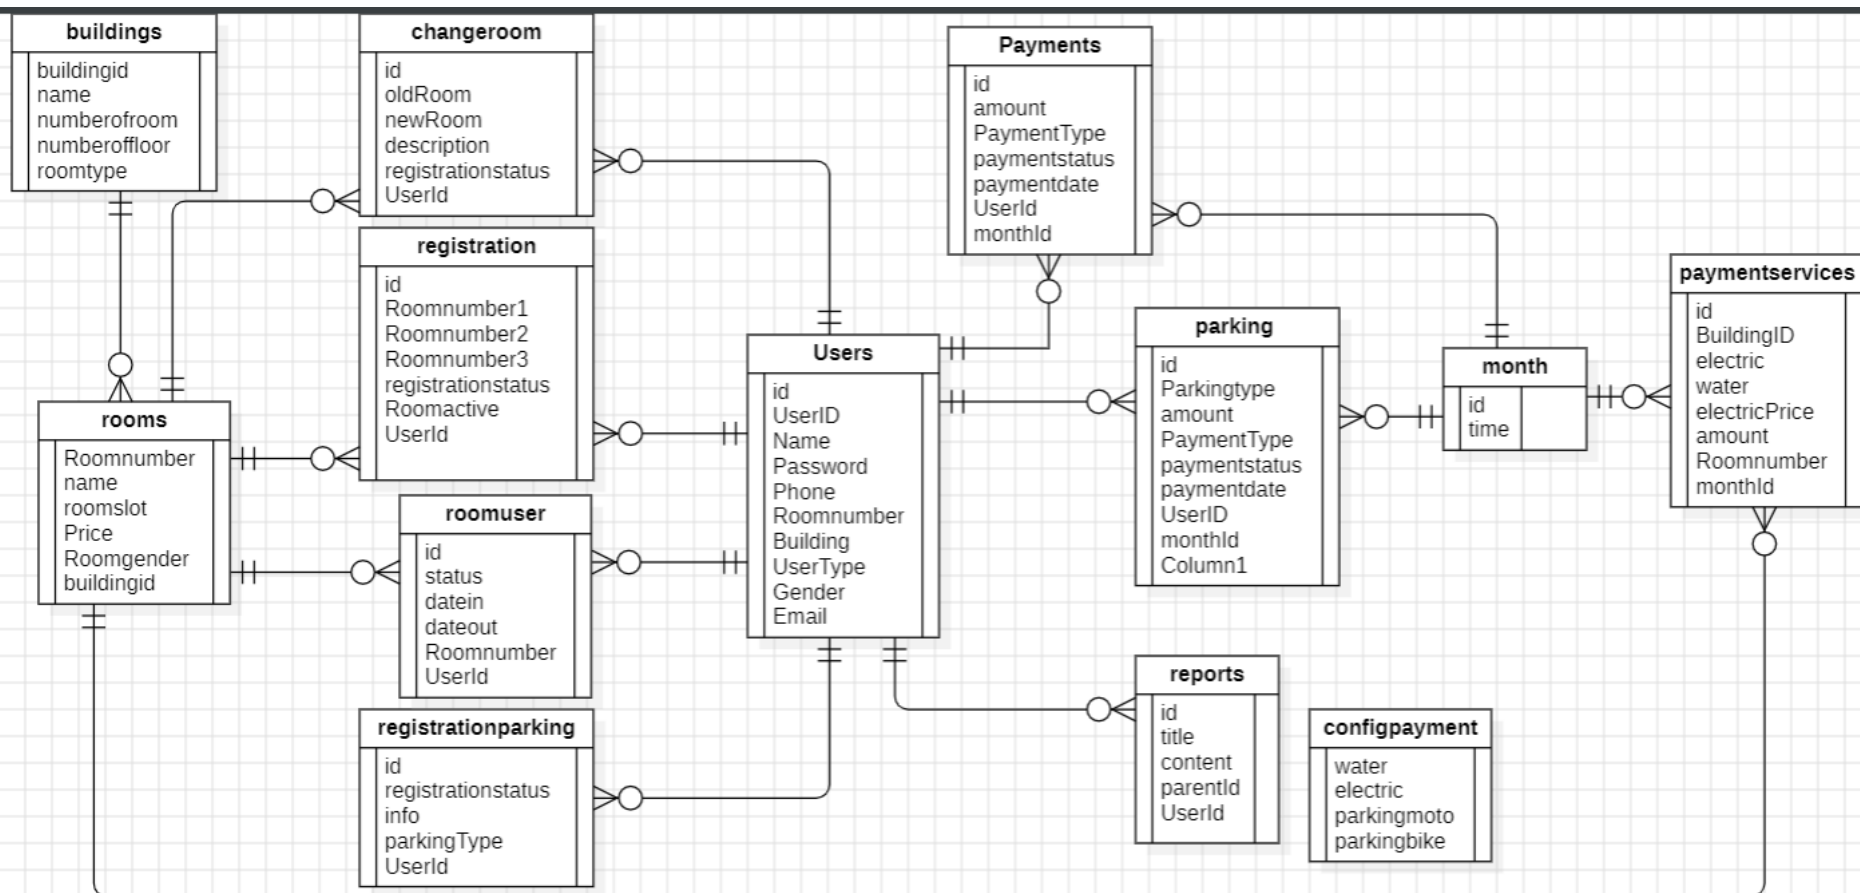 buildings
buildingid
name
numberofroom
numberoffloor
roomtype
changeroom
id
oldRoom
newRoom
description
registrationstatus
UserId
Payments
id
amount
PaymentType
paymentstatus
paymentdate
UserId
monthId
registration
id
Roomnumber1
Roomnumber2
Roomnumber3
registrationstatus
Roomactive
UserId
paymentservices
id
BuildingID
electric
water
electricPrice
amount
Roomnumber
monthId
parking
id
Parkingtype
amount
PaymentType
paymentstatus
paymentdate
UserID
monthId
Column1
Users
id
UserID
Name
Password
Phone
Roomnumber
Building
UserType
Gender
Email
month
id
time
rooms
Roomnumber
name
roomslot
Price
Roomgender
buildingid
roomuser
id
status
datein
dateout
Roomnumber
UserId
reports
id
title
content
parentId
UserId
registrationparking
id
registrationstatus
info
parkingType
UserId
configpayment
water
electric
parkingmoto
parkingbike